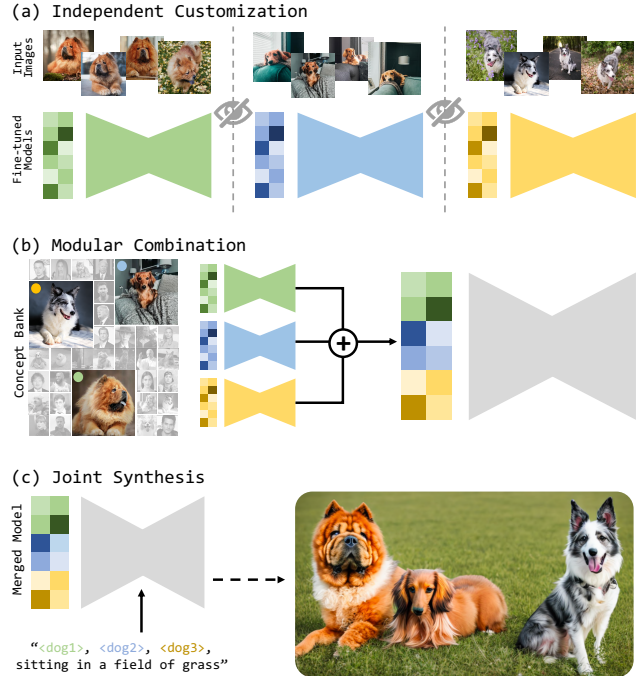 (a) Independent Customization
Input
Images
Fine-tuned
Models
(b) Modular Combination
Concept Bank
+
(c) Joint Synthesis
Merged Model
“<dog1>, <dog2>, <dog3>,
sitting in a field of grass”